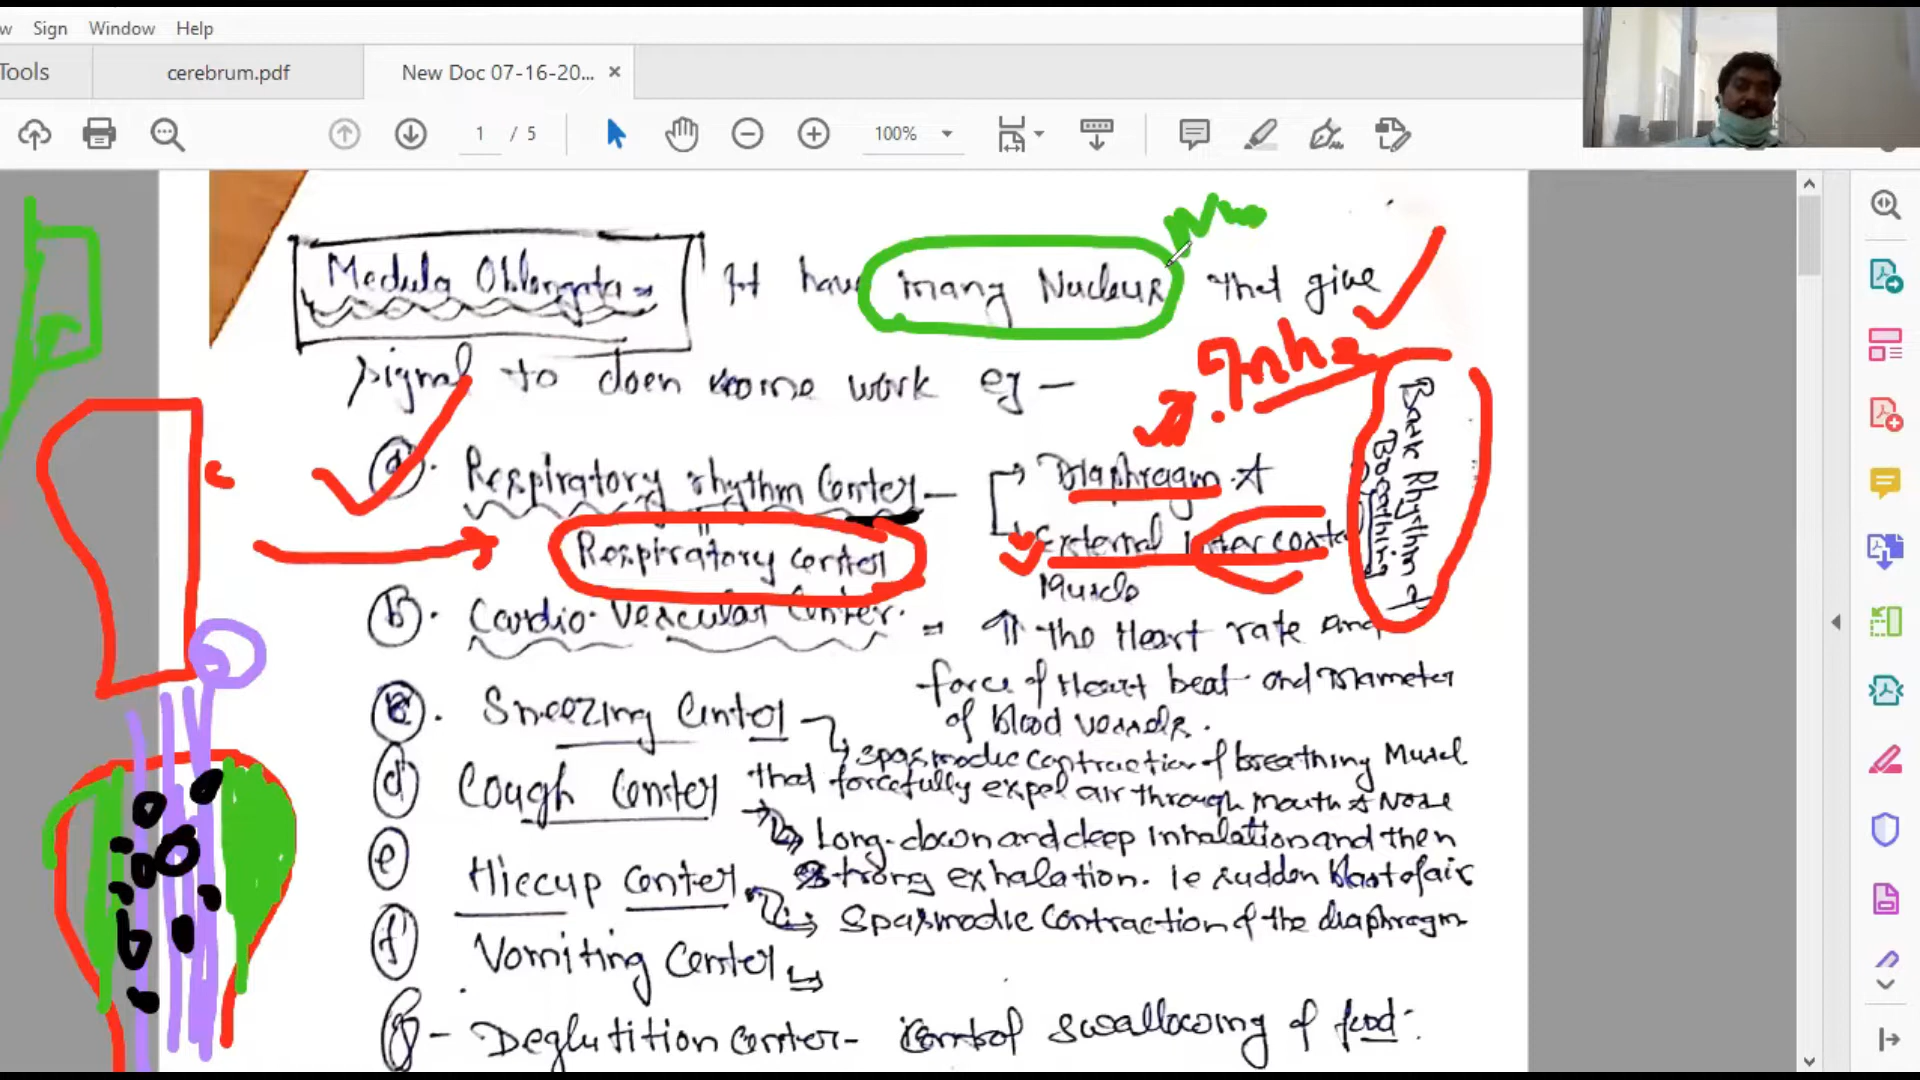 w Sign Window Help
Tools cerebrum.pdf New Doc 07-16-20... ×
1 / 5 100%
Medula Oblongata It have many Nucleus that give
signal to doen some work eg -
(a). Respiratory rhythm Center - Diaphragm
Respiratory center
External Intercosta
Muscle
Basic Rhythm of Breathing
(b). Cardio-Vescular Center. = the Heart rate and
force of Heart beat and Diameter
of blood vessels.
(c). Sneezing Center
spasmodic contraction of breathing Muscl
that forcefully expel air through mouth & Nose
(d) Cough Center
Long-down and deep Inhalation and then
strong exhalation. ie sudden blast of air
(e) Hiccup Center
Spasmodic Contraction of the diaphragm
(f) Vomiting Center
(g) - Deglutition center - control swallowing of food.